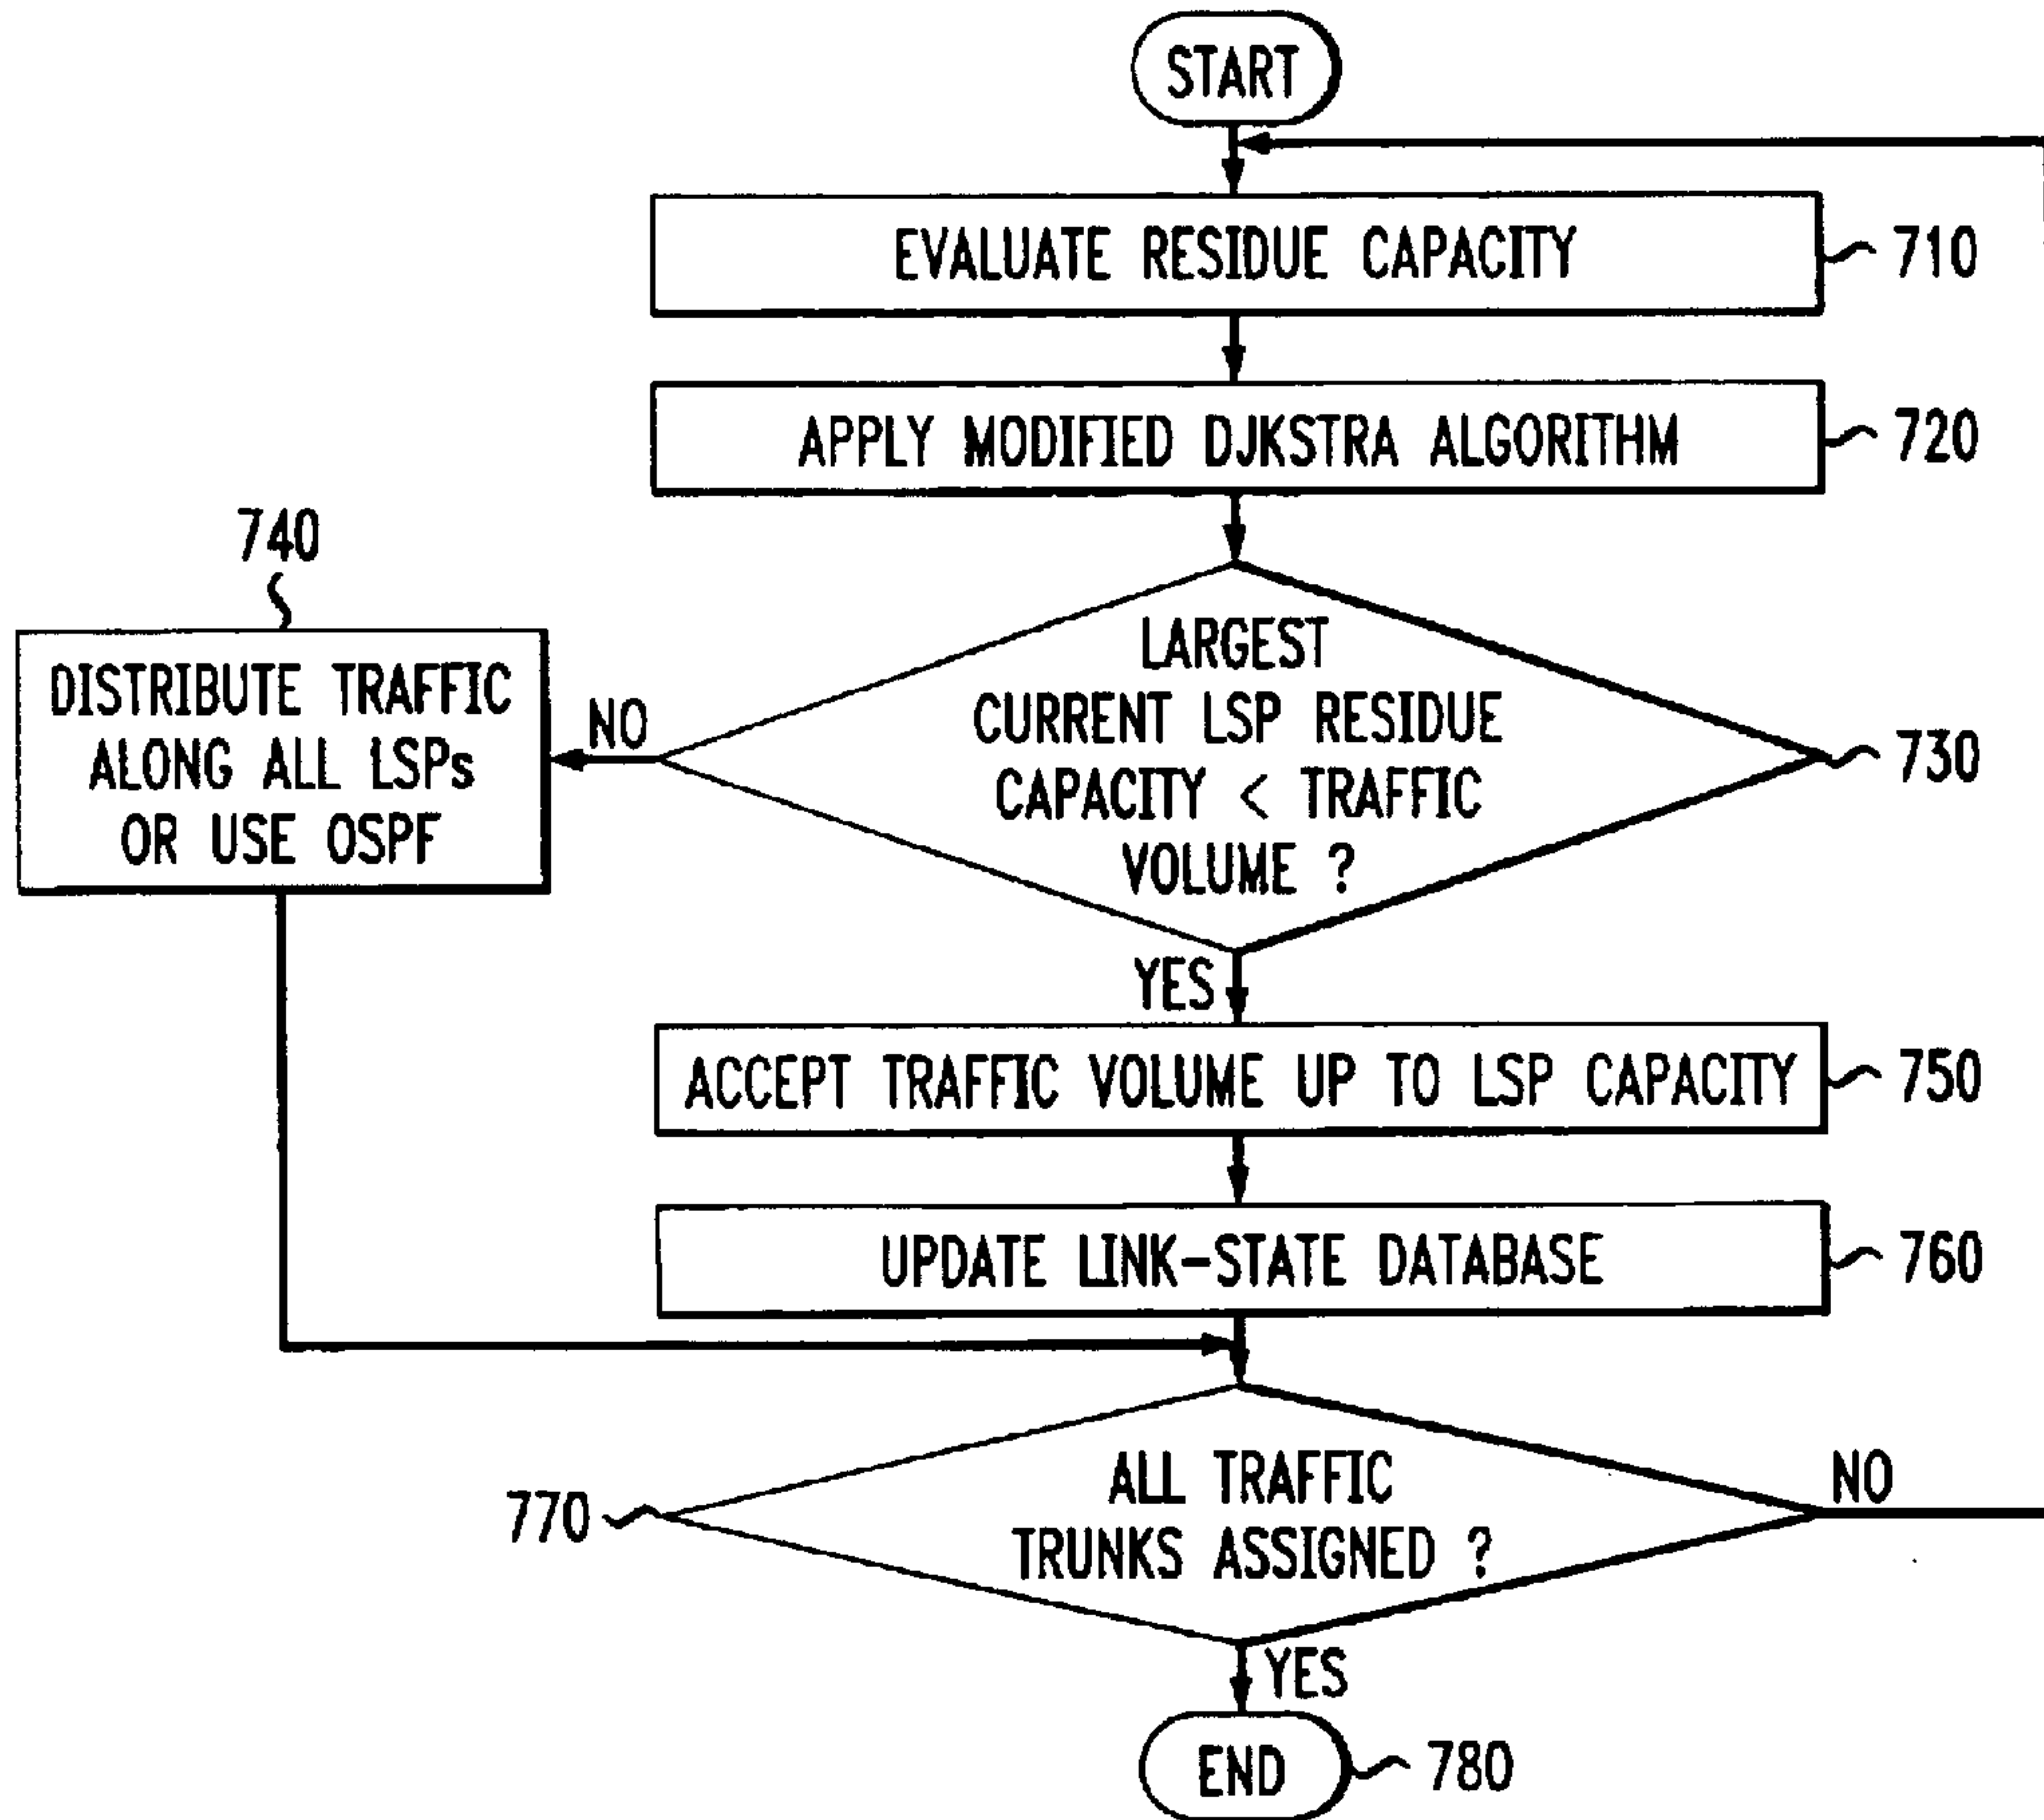 START
EVALUATE RESIDUE CAPACITY
710
APPLY MODIFIED DJKSTRA ALGORITHM
720
LARGEST
CURRENT LSP RESIDUE
CAPACITY < TRAFFIC
VOLUME ?
730
NO
740
DISTRIBUTE TRAFFIC
ALONG ALL LSPs
OR USE OSPF
YES
ACCEPT TRAFFIC VOLUME UP TO LSP CAPACITY
750
UPDATE LINK-STATE DATABASE
760
ALL TRAFFIC
TRUNKS ASSIGNED ?
770
NO
YES
END
780